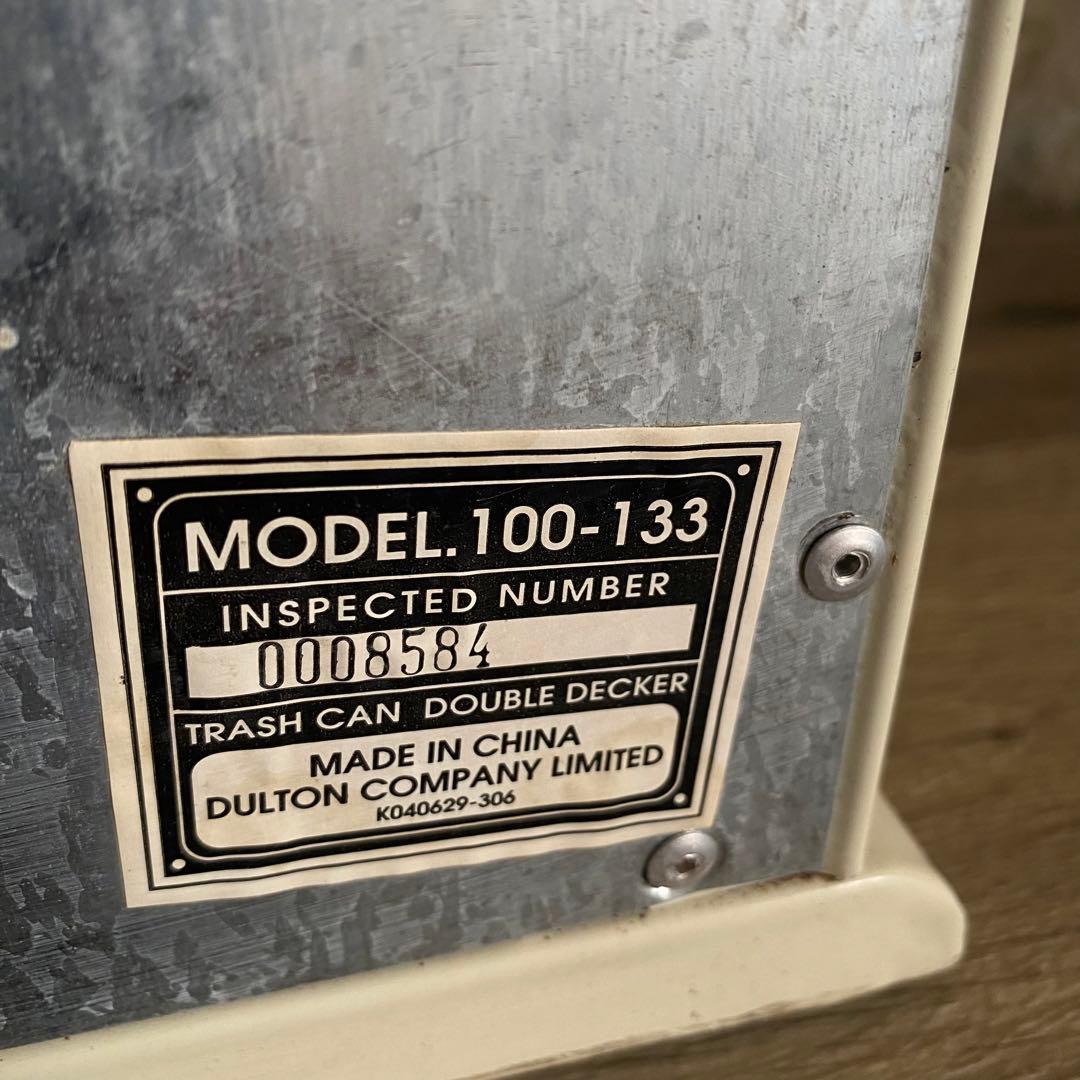 MODEL.100-133
INSPECTED NUMBER
0008584
TRASH CAN DOUBLE DECKER
MADE IN CHINA
DULTON COMPANY LIMITED
K040629-306